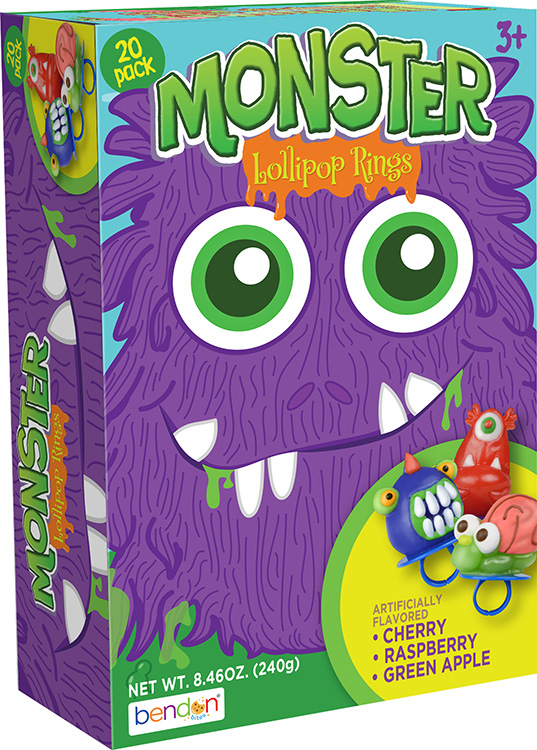 20
pack
MONSTER
Lollipop Rings
20
pack
3+
MONSTER
Lollipop Rings
ARTIFICIALLY
FLAVORED
• CHERRY
• RASPBERRY
• GREEN APPLE
NET WT. 8.46OZ. (240g)
bendon
bites